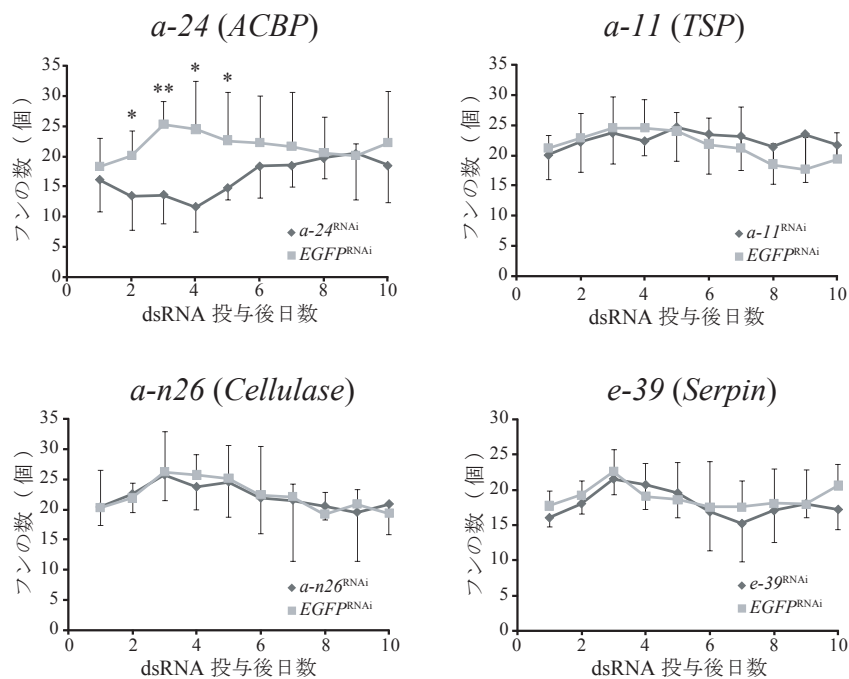 a-24 (ACBP)
フンの数（個）
35
30
25
20
15
10
5
0
* ** * *
a-24RNAi
EGFPRNAi
0 2 4 6 8 10
dsRNA 投与後日数
a-11 (TSP)
フンの数（個）
35
30
25
20
15
10
5
0
a-11RNAi
EGFPRNAi
0 2 4 6 8 10
dsRNA 投与後日数
a-n26 (Cellulase)
フンの数（個）
35
30
25
20
15
10
5
0
a-n26RNAi
EGFPRNAi
0 2 4 6 8 10
dsRNA 投与後日数
e-39 (Serpin)
フンの数（個）
30
25
20
15
10
5
0
e-39RNAi
EGFPRNAi
0 2 4 6 8 10
dsRNA 投与後日数